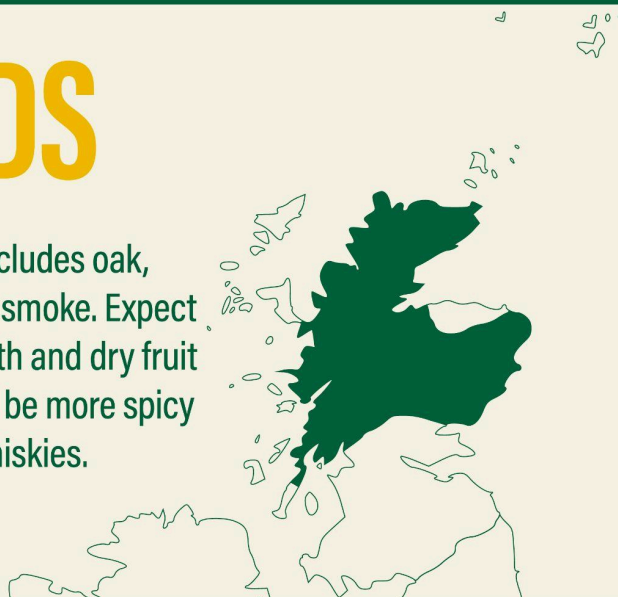 DS
cludes oak,
smoke. Expect
th and dry fruit
be more spicy
iskies.